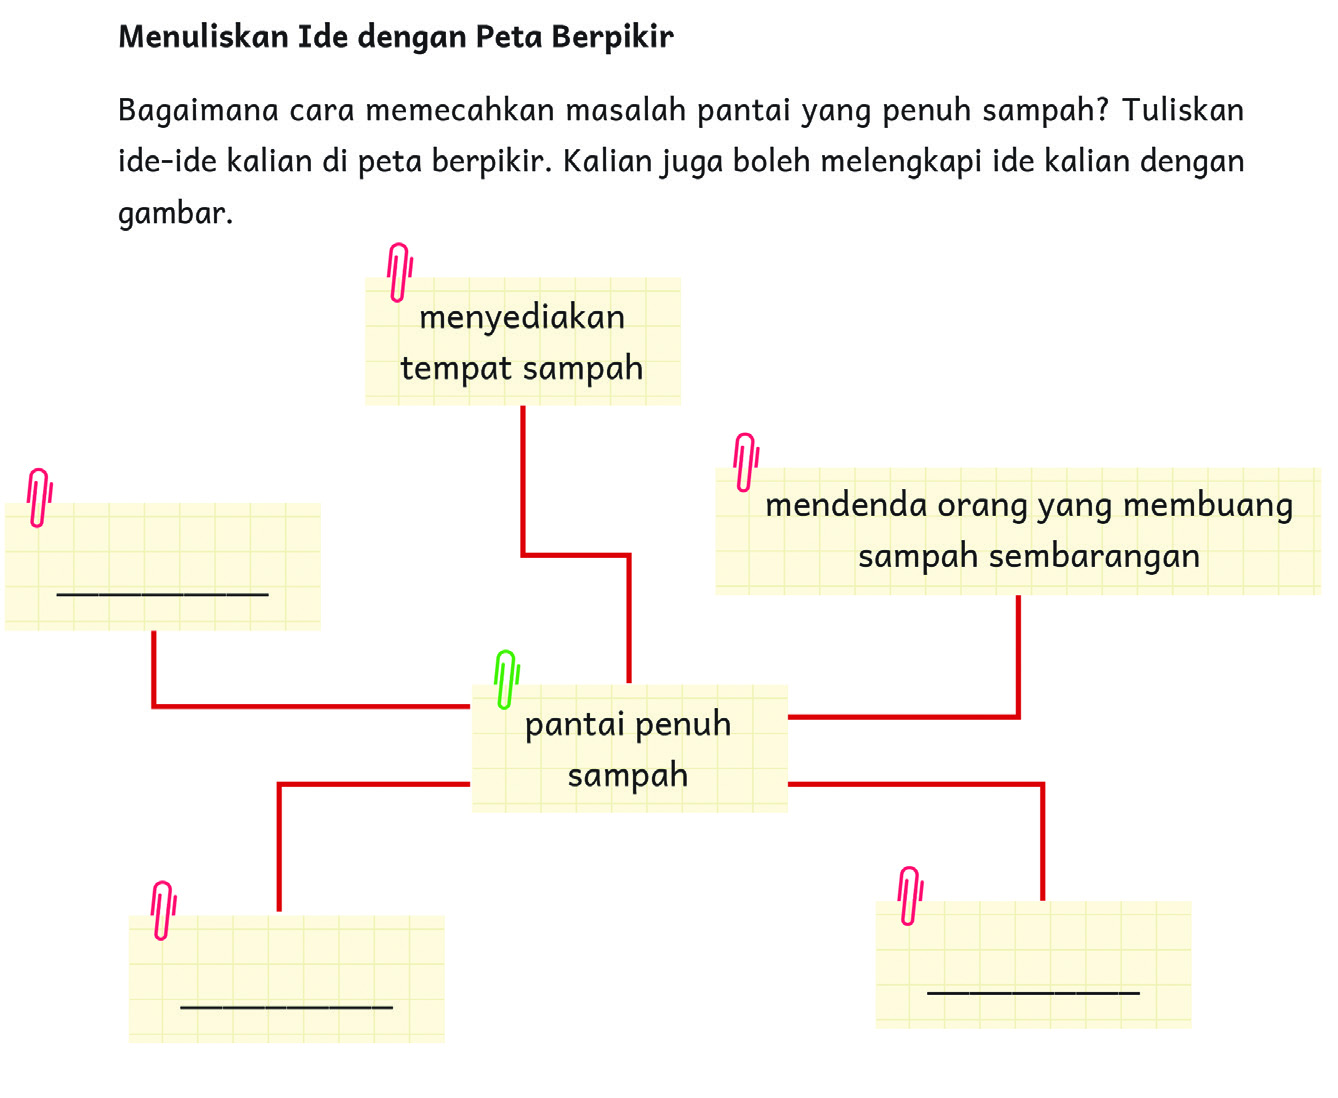 Menuliskan Ide dengan Peta Berpikir
Bagaimana cara memecahkan masalah pantai yang penuh sampah? Tuliskan
ide-ide kalian di peta berpikir. Kalian juga boleh melengkapi ide kalian dengan
gambar.
menyediakan
tempat sampah
mendenda orang yang membuang
sampah sembarangan
pantai penuh
sampah